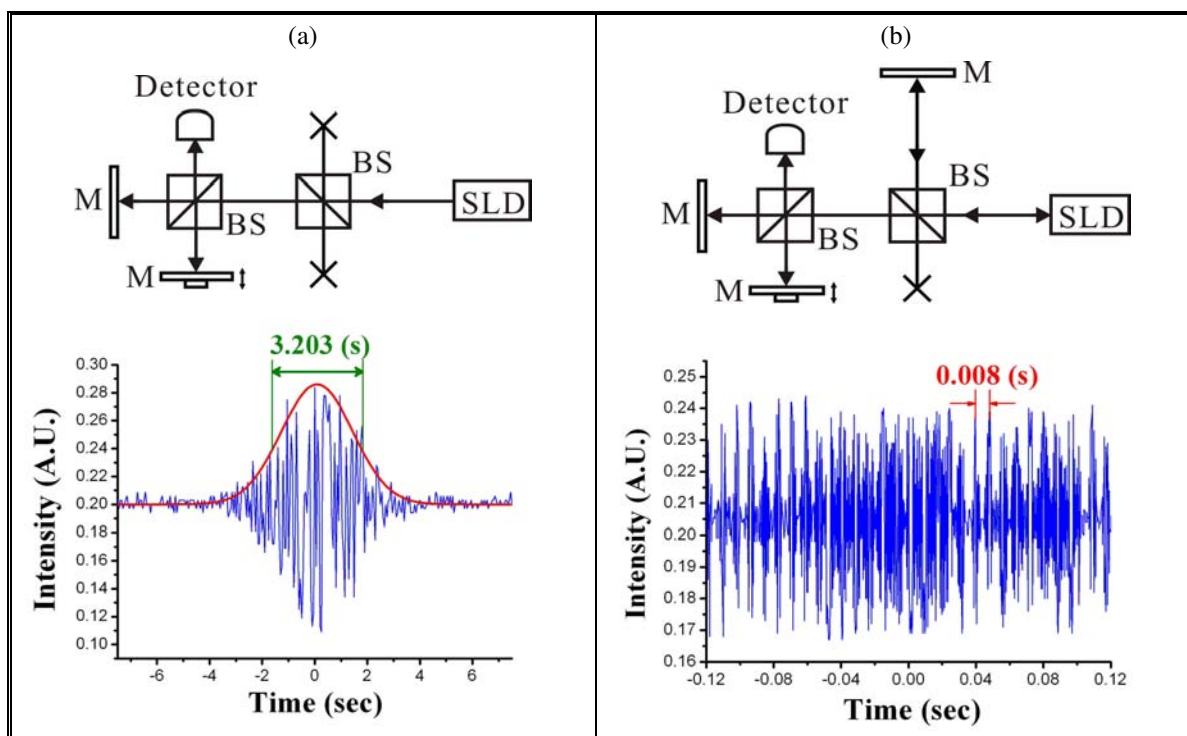 (a)
Detector
BS
M
SLD
BS
M
3.203 (s)
0.30
0.28
0.26
0.24
0.22
0.20
0.18
0.16
0.14
0.12
0.10
-6
-4
-2
0
2
4
6
Intensity (A.U.)
Time (sec)
(b)
M
Detector
BS
M
SLD
BS
M
0.008 (s)
0.25
0.24
0.23
0.22
0.21
0.20
0.19
0.18
0.17
0.16
-0.12
-0.08
-0.04
0.00
0.04
0.08
0.12
Intensity (A.U.)
Time (sec)